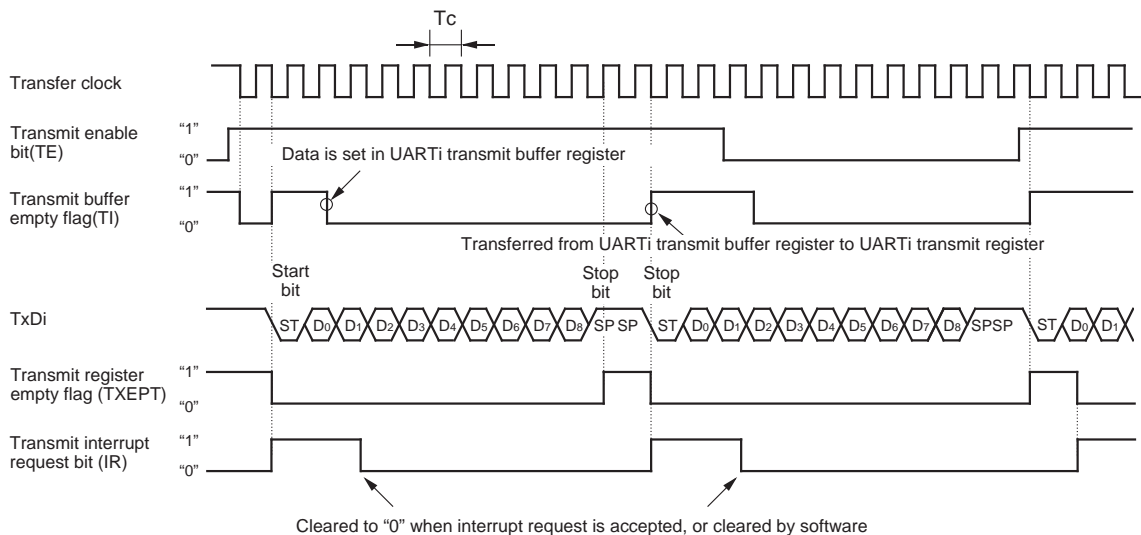 Tc
Transfer clock
Transmit enable
bit(TE)
“1”
“0”
Data is set in UARTi transmit buffer register
Transmit buffer
empty flag(TI)
“1”
“0”
Transferred from UARTi transmit buffer register to UARTi transmit register
Start
bit
Stop
bit
Stop
bit
TxDi
ST D0 D1 D2 D3 D4 D5 D6 D7 D8 SP SP ST D0 D1 D2 D3 D4 D5 D6 D7 D8 SPSP ST D0 D1
Transmit register
empty flag (TXEPT)
“1”
“0”
Transmit interrupt
request bit (IR)
“1”
“0”
Cleared to “0” when interrupt request is accepted, or cleared by software